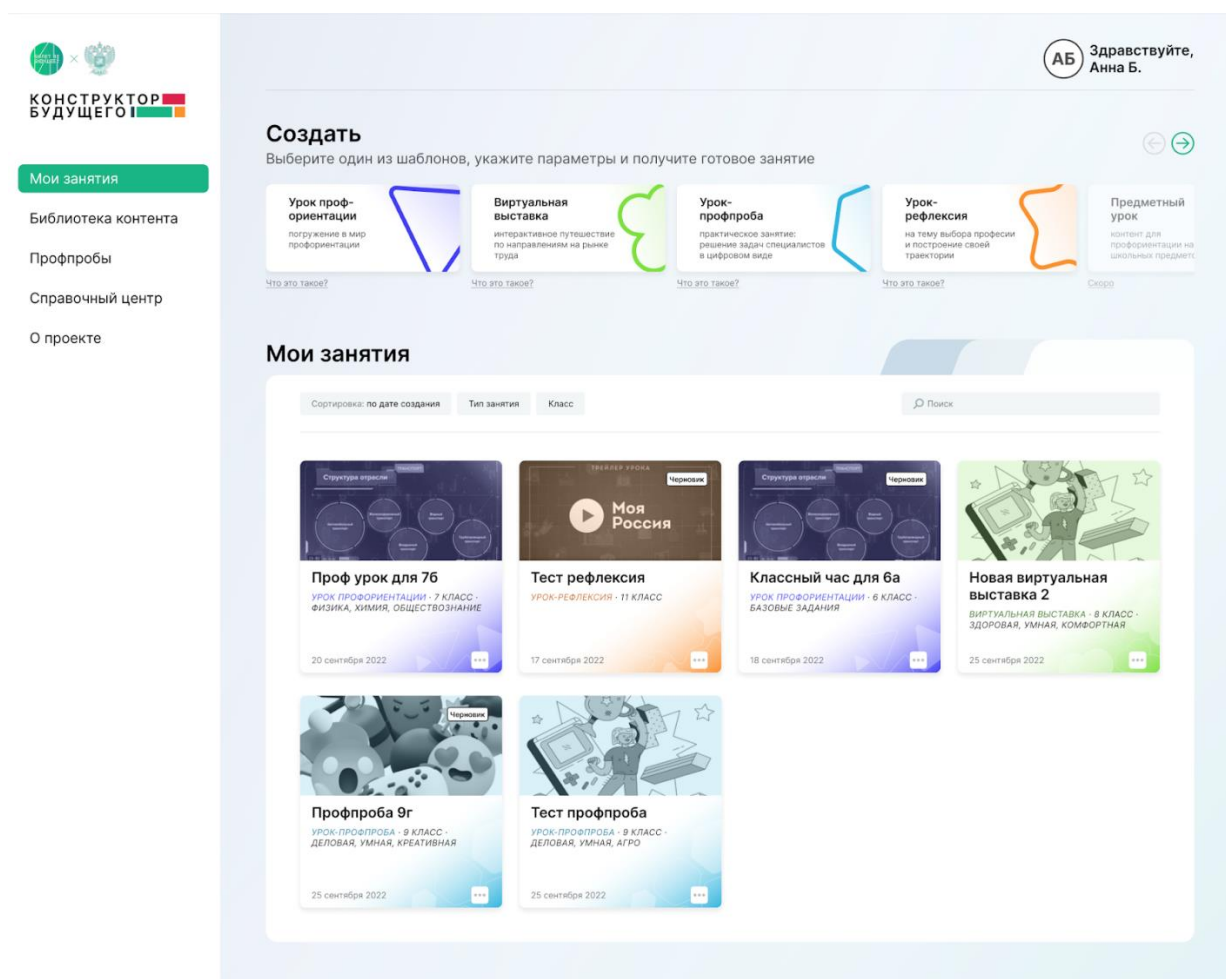 КОНСТРУКТОР
БУДУЩЕГО
Мои занятия
Библиотека контента
Профпробы
Справочный центр
О проекте
АБ
Здравствуйте,
Анна Б.
Создать
Выберите один из шаблонов, укажите параметры и получите готовое занятие
Урок проф-
ориентации
погружение в мир
профориентации
Что это такое?
Виртуальная
выставка
интерактивное путешествие
по направлениям на рынке
труда
Что это такое?
Урок-
профпроба
практическое занятие:
решение задач специалистов
в цифровом виде
Что это такое?
Урок-
рефлексия
на тему выбора професии
и построение своей
траектории
Что это такое?
Предметный
урок
контент для
профориентации на
школьных предмето
Скоро
Мои занятия
Сортировка: по дате создания
Тип занятия
Класс
Поиск
Структура отрасли
Проф урок для 7б
УРОК ПРОФОРИЕНТАЦИИ · 7 КЛАСС ·
ФИЗИКА, ХИМИЯ, ОБЩЕСТВОЗНАНИЕ
20 сентября 2022
ТРЕЙЛЕР УРОКА
Черновик
Моя
Россия
Тест рефлексия
УРОК-РЕФЛЕКСИЯ · 11 КЛАСС
17 сентября 2022
Структура отрасли
Черновик
Классный час для 6а
УРОК ПРОФОРИЕНТАЦИИ · 6 КЛАСС ·
БАЗОВЫЕ ЗАДАНИЯ
18 сентября 2022
Новая виртуальная
выставка 2
ВИРТУАЛЬНАЯ ВЫСТАВКА · 8 КЛАСС ·
ЗДОРОВАЯ, УМНАЯ, КОМФОРТНАЯ
25 сентября 2022
Черновик
Профпроба 9г
УРОК-ПРОФПРОБА · 9 КЛАСС ·
ДЕЛОВАЯ, УМНАЯ, КРЕАТИВНАЯ
25 сентября 2022
Тест профпроба
УРОК-ПРОФПРОБА · 9 КЛАСС ·
ДЕЛОВАЯ, УМНАЯ, АГРО
25 сентября 2022